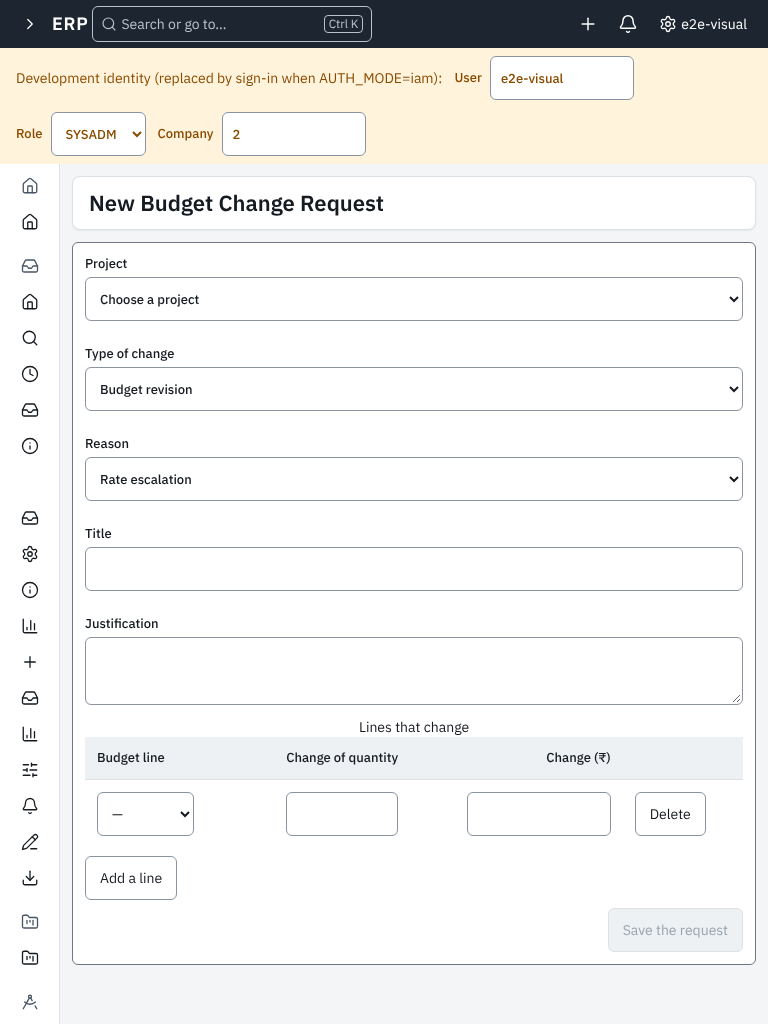 ERP Search or go to... Ctrl K e2e-visual
Development identity (replaced by sign-in when AUTH_MODE=iam): User e2e-visual
Role SYSADM Company 2
New Budget Change Request
Project
Choose a project
Type of change
Budget revision
Reason
Rate escalation
Title
Justification
Lines that change
Budget line Change of quantity Change (₹)
— Delete
Add a line
Save the request